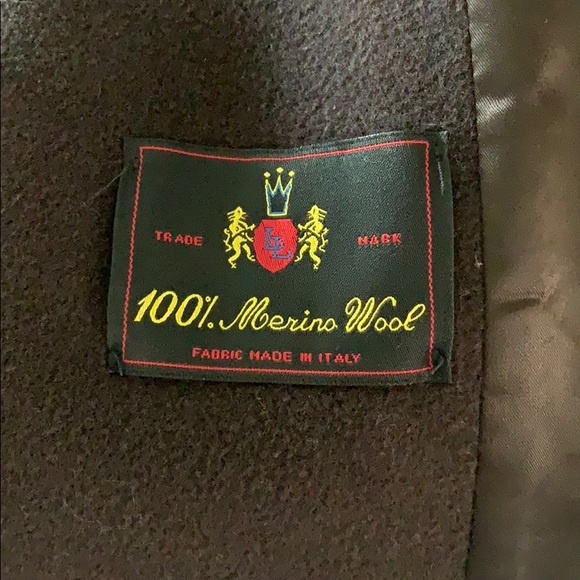 TRADE MARK
100% Merino Wool
FABRIC MADE IN ITALY